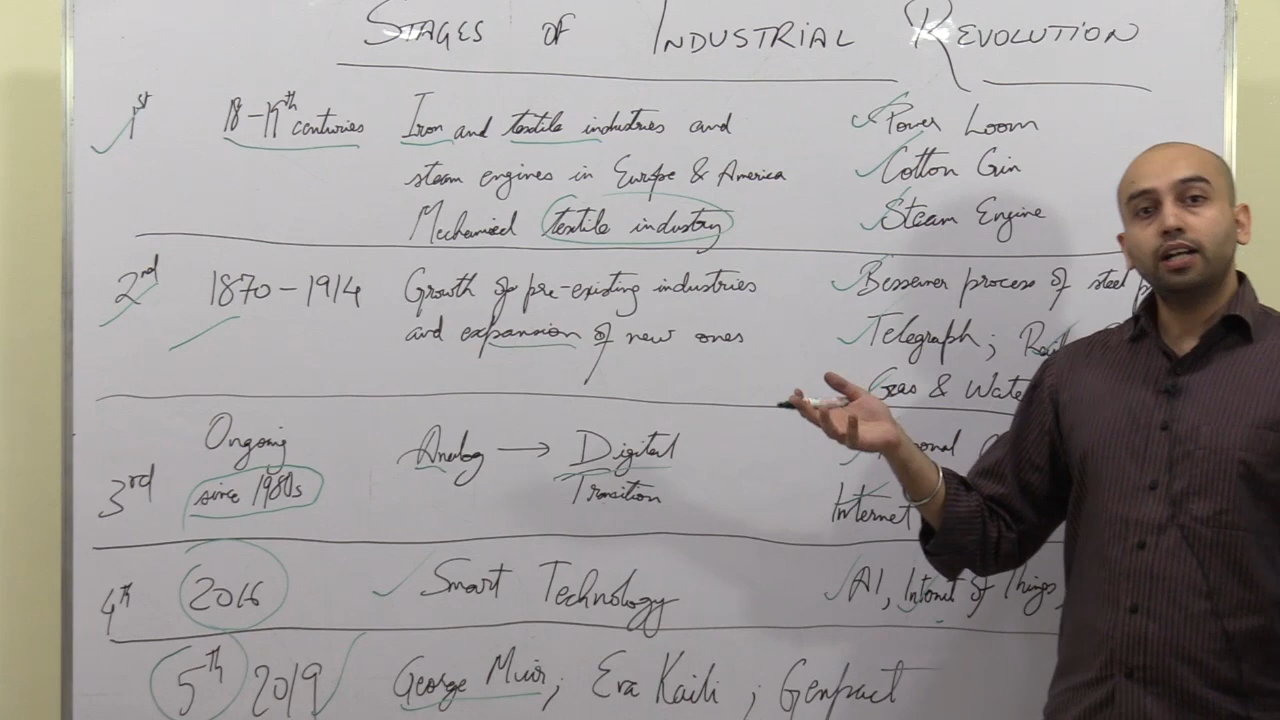 STAGES OF INDUSTRIAL REVOLUTION
1st 18-19th centuries Iron and textile industries and Power Loom
steam engines in Europe & America Cotton Gin
Mechanised textile industry Steam Engine
2nd 1870-1914 Growth of pre-existing industries Bessemer process of steel
and expansion of new ones Telegraph;
Gas & Water
Ongoing Analog → Digital
3rd since 1980s Transition Internet
4th 2016 Smart Technology AI, Internet of Things,
5th 2019 George Muir; Eva Kaili; Genpact